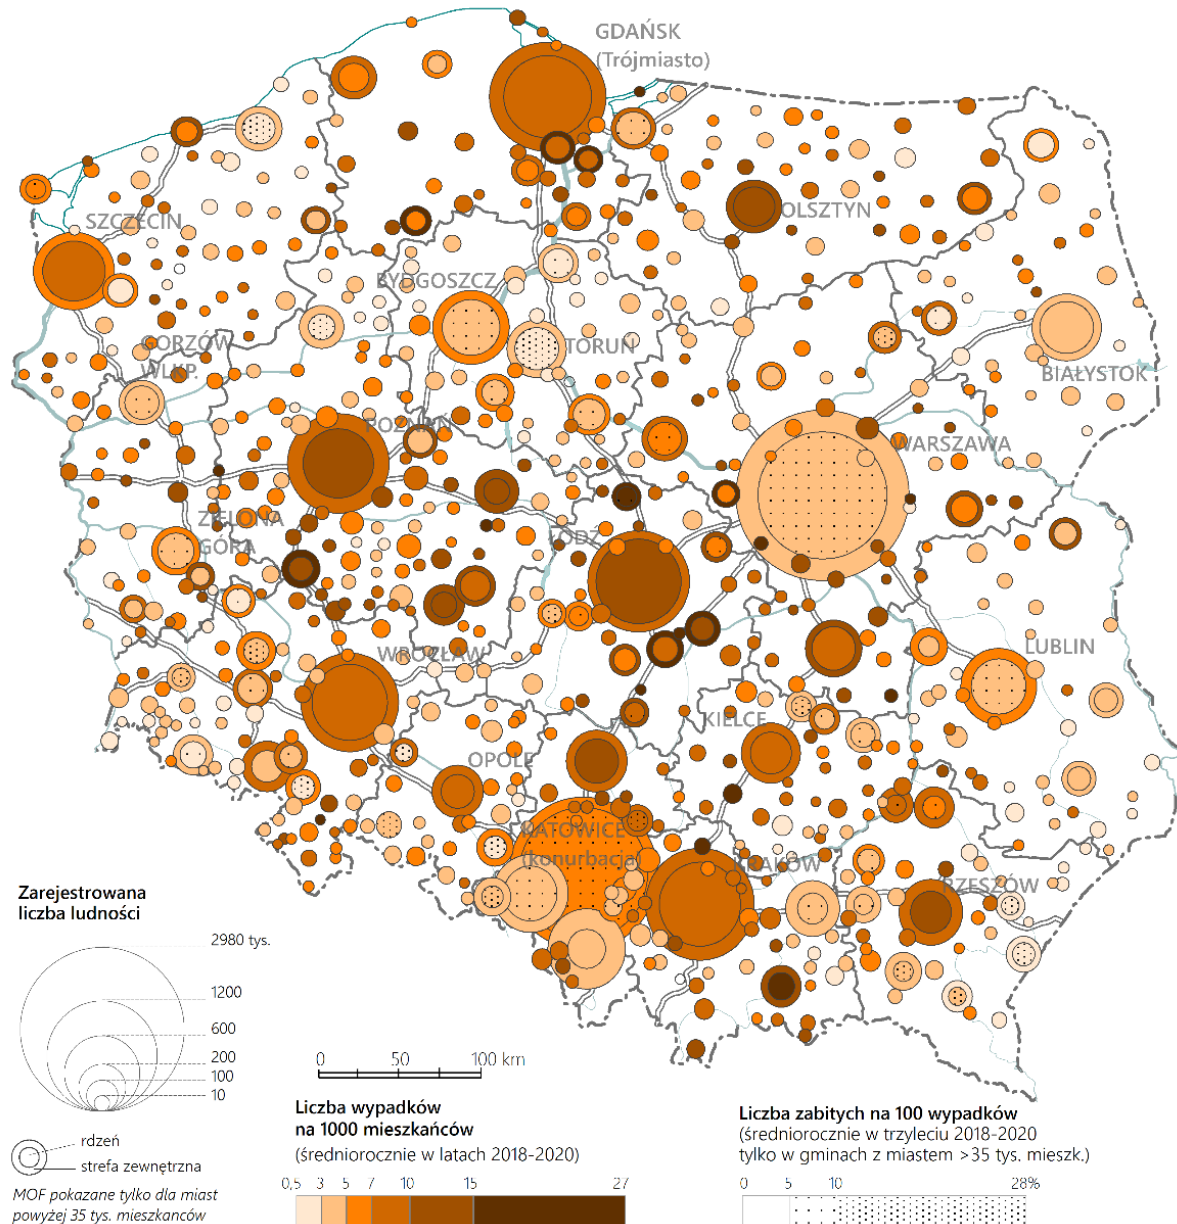 GDAŃSK
(Trójmiasto)
OLSZTYN
SZCZECIN
BYDGOSZCZ
TORUŃ
GORZÓW
WLKP.
BIAŁYSTOK
POZNAŃ
WARSZAWA
ZIELONA
GÓRA
ŁÓDŹ
LUBLIN
WROCŁAW
KIELCE
OPOLE
KATOWICE
(konurbacja)
KRAKÓW
RZESZÓW
Zarejestrowana
liczba ludności
2980 tys.
1200
600
200
100
10
rdzeń
strefa zewnętrzna
MOF pokazane tylko dla miast
powyżej 35 tys. mieszkańców
0 50 100 km
Liczba wypadków
na 1000 mieszkańców
(średniorocznie w latach 2018-2020)
0,5 3 5 7 10 15 27
Liczba zabitych na 100 wypadków
(średniorocznie w trzyleciu 2018-2020
tylko w gminach z miastem >35 tys. mieszk.)
0 5 10 28%